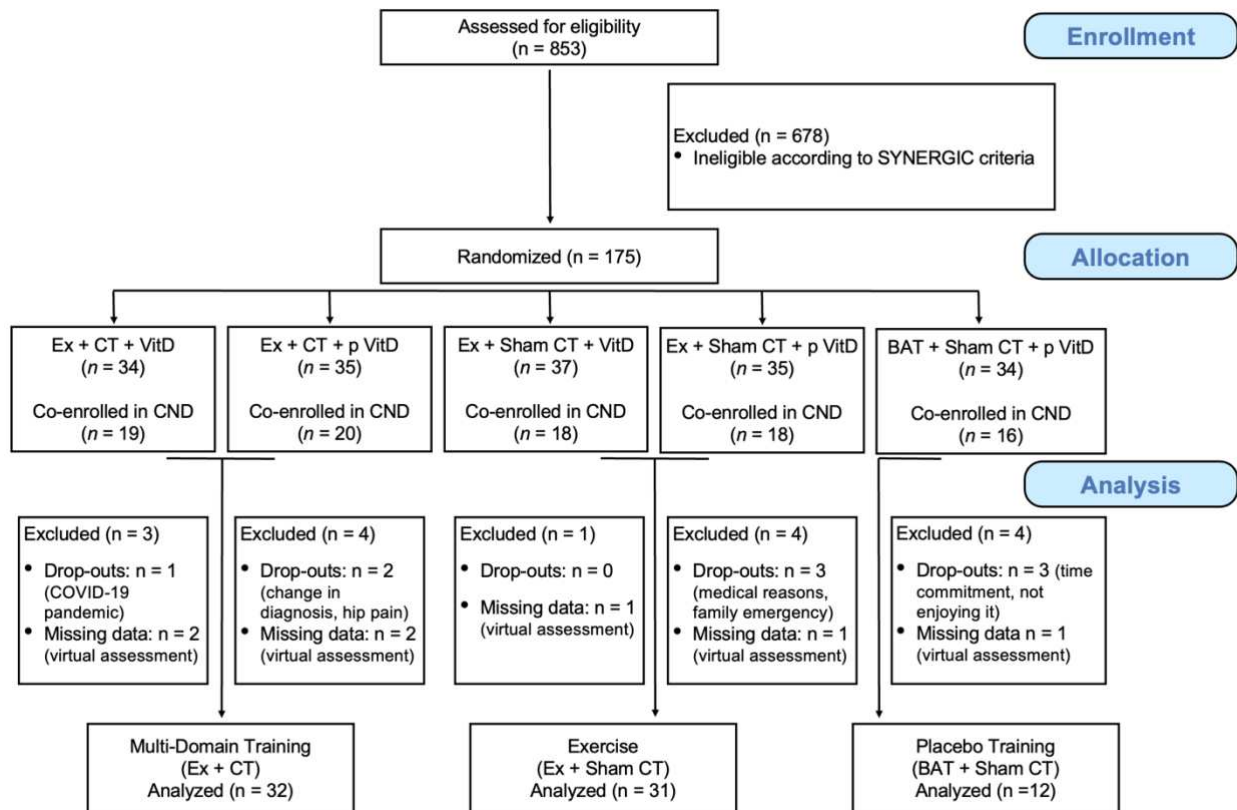 Assessed for eligibility
(n = 853)
Enrollment
Excluded (n = 678)
• Ineligible according to SYNERGIC criteria
Randomized (n = 175)
Allocation
Ex + CT + VitD
(n = 34)
Co-enrolled in CND
(n = 19)
Ex + CT + p VitD
(n = 35)
Co-enrolled in CND
(n = 20)
Ex + Sham CT + VitD
(n = 37)
Co-enrolled in CND
(n = 18)
Ex + Sham CT + p VitD
(n = 35)
Co-enrolled in CND
(n = 18)
BAT + Sham CT + p VitD
(n = 34)
Co-enrolled in CND
(n = 16)
Analysis
Excluded (n = 3)
• Drop-outs: n = 1
(COVID-19
pandemic)
• Missing data: n = 2
(virtual assessment)
Excluded (n = 4)
• Drop-outs: n = 2
(change in
diagnosis, hip pain)
• Missing data: n = 2
(virtual assessment)
Excluded (n = 1)
• Drop-outs: n = 0
• Missing data: n = 1
(virtual assessment)
Excluded (n = 4)
• Drop-outs: n = 3
(medical reasons,
family emergency)
• Missing data: n = 1
(virtual assessment)
Excluded (n = 4)
• Drop-outs: n = 3 (time
commitment, not
enjoying it)
• Missing data n = 1
(virtual assessment)
Multi-Domain Training
(Ex + CT)
Analyzed (n = 32)
Exercise
(Ex + Sham CT)
Analyzed (n = 31)
Placebo Training
(BAT + Sham CT)
Analyzed (n =12)